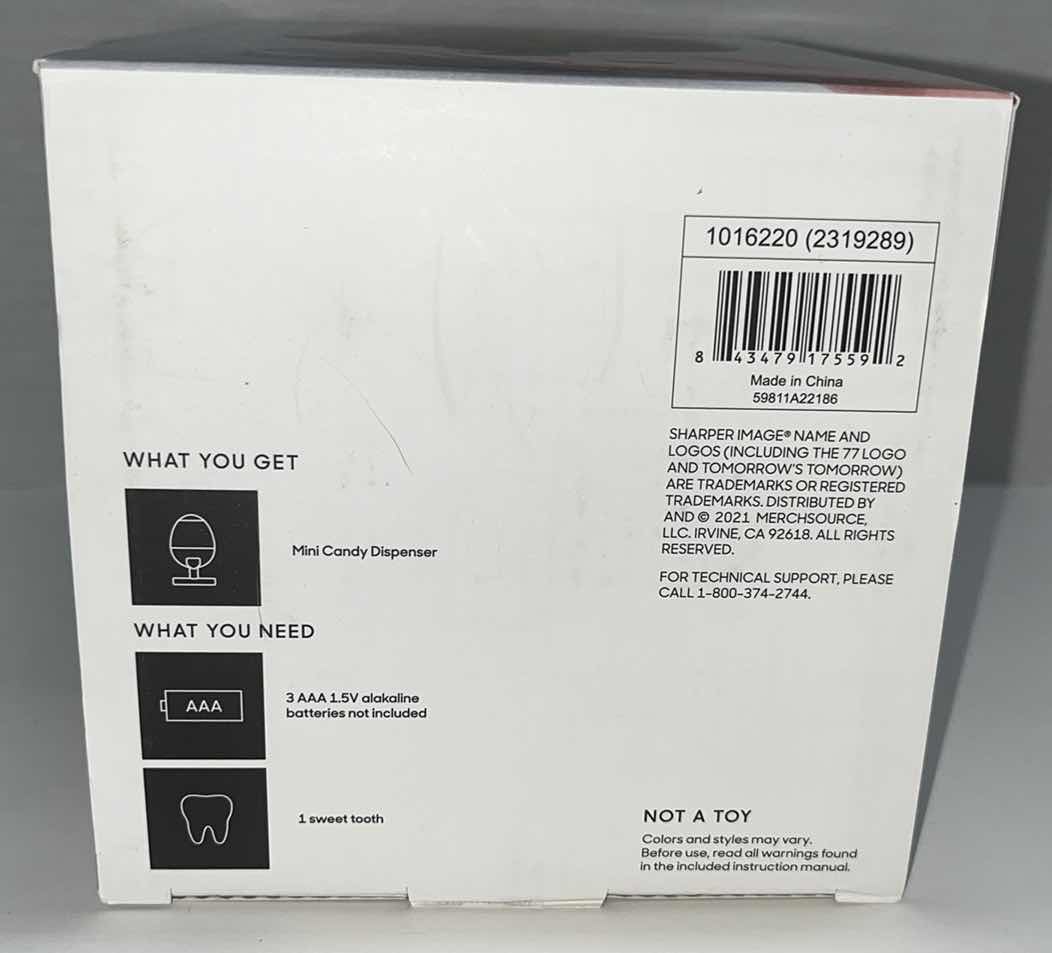 1016220 (2319289)
8 43479 17559 2
Made in China
59811A22186
SHARPER IMAGE® NAME AND
LOGOS (INCLUDING THE 77 LOGO
AND TOMORROW'S TOMORROW)
ARE TRADEMARKS OR REGISTERED
TRADEMARKS. DISTRIBUTED BY
AND © 2021 MERCHSOURCE,
LLC. IRVINE, CA 92618. ALL RIGHTS
RESERVED.
FOR TECHNICAL SUPPORT, PLEASE
CALL 1-800-374-2744.
WHAT YOU GET
Mini Candy Dispenser
WHAT YOU NEED
AAA
3 AAA 1.5V alakaline
batteries not included
1 sweet tooth
NOT A TOY
Colors and styles may vary.
Before use, read all warnings found
in the included instruction manual.